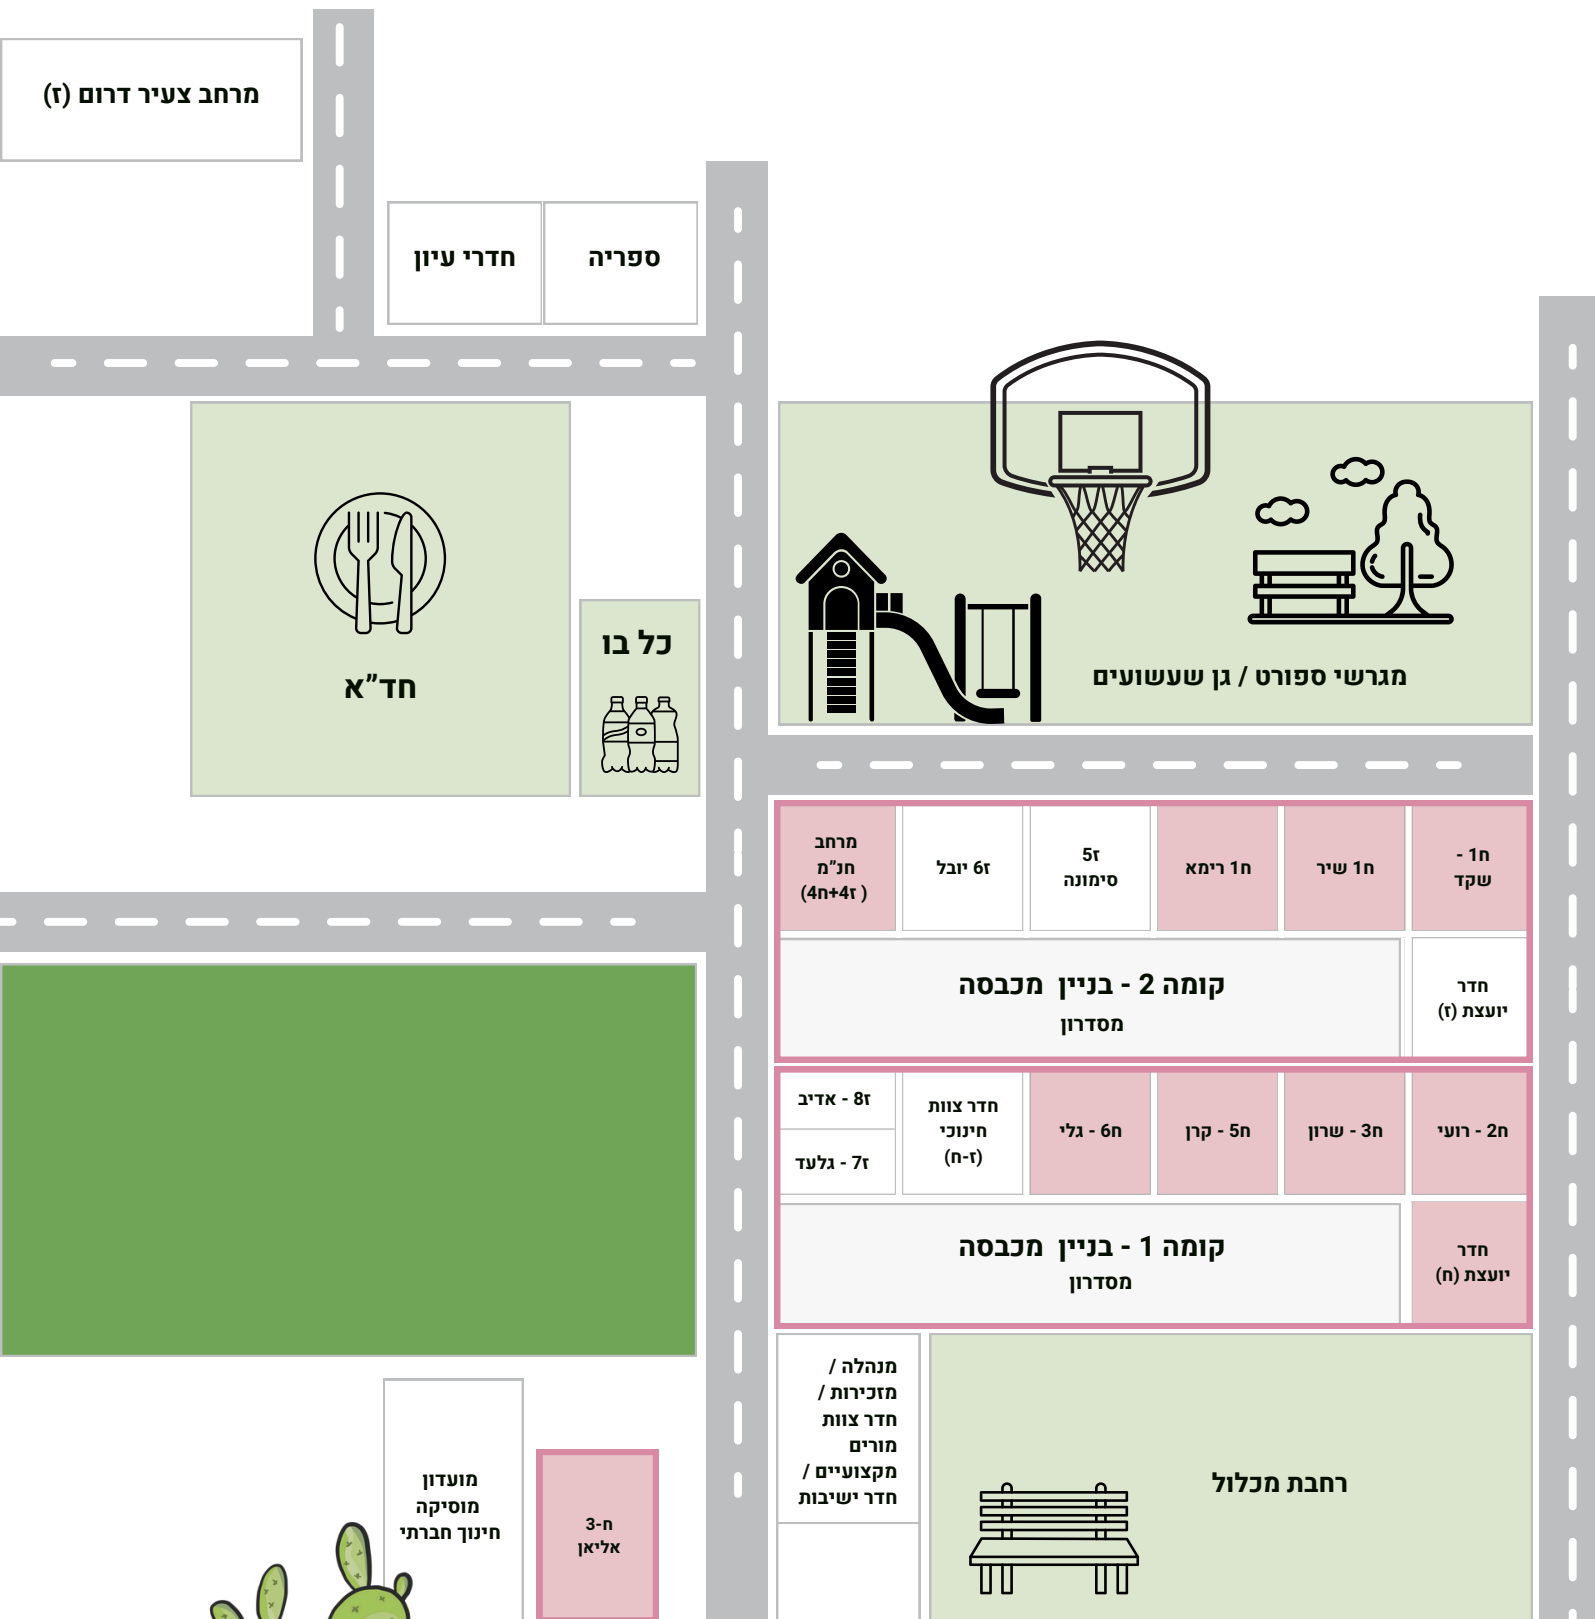 מרחב צעיר דרום (ז)
ספריה
חדרי עיון
חד”א
כל בו
מגרשי ספורט / גן שעשועים
ח1 -
שקד
ח1 שיר
ח1 רימא
ז5
סימונה
ז6 יובל
מרחב
חנ”מ
( ז4+ח4)
קומה 2 - בניין מכבסה
מסדרון
חדר
יועצת (ז)
ח2 - רועי
ח3 - שרון
ח5 - קרן
ח6 - גלי
חדר צוות
חינוכי
(ז-ח)
ז8 - אדיב
ז7 - גלעד
קומה 1 - בניין מכבסה
מסדרון
חדר
יועצת (ח)
מנהלה /
מזכירות /
חדר צוות
מורים
מקצועיים /
חדר ישיבות
רחבת מכלול
מועדון
מוסיקה
חינוך חברתי
ח-3
אליאן